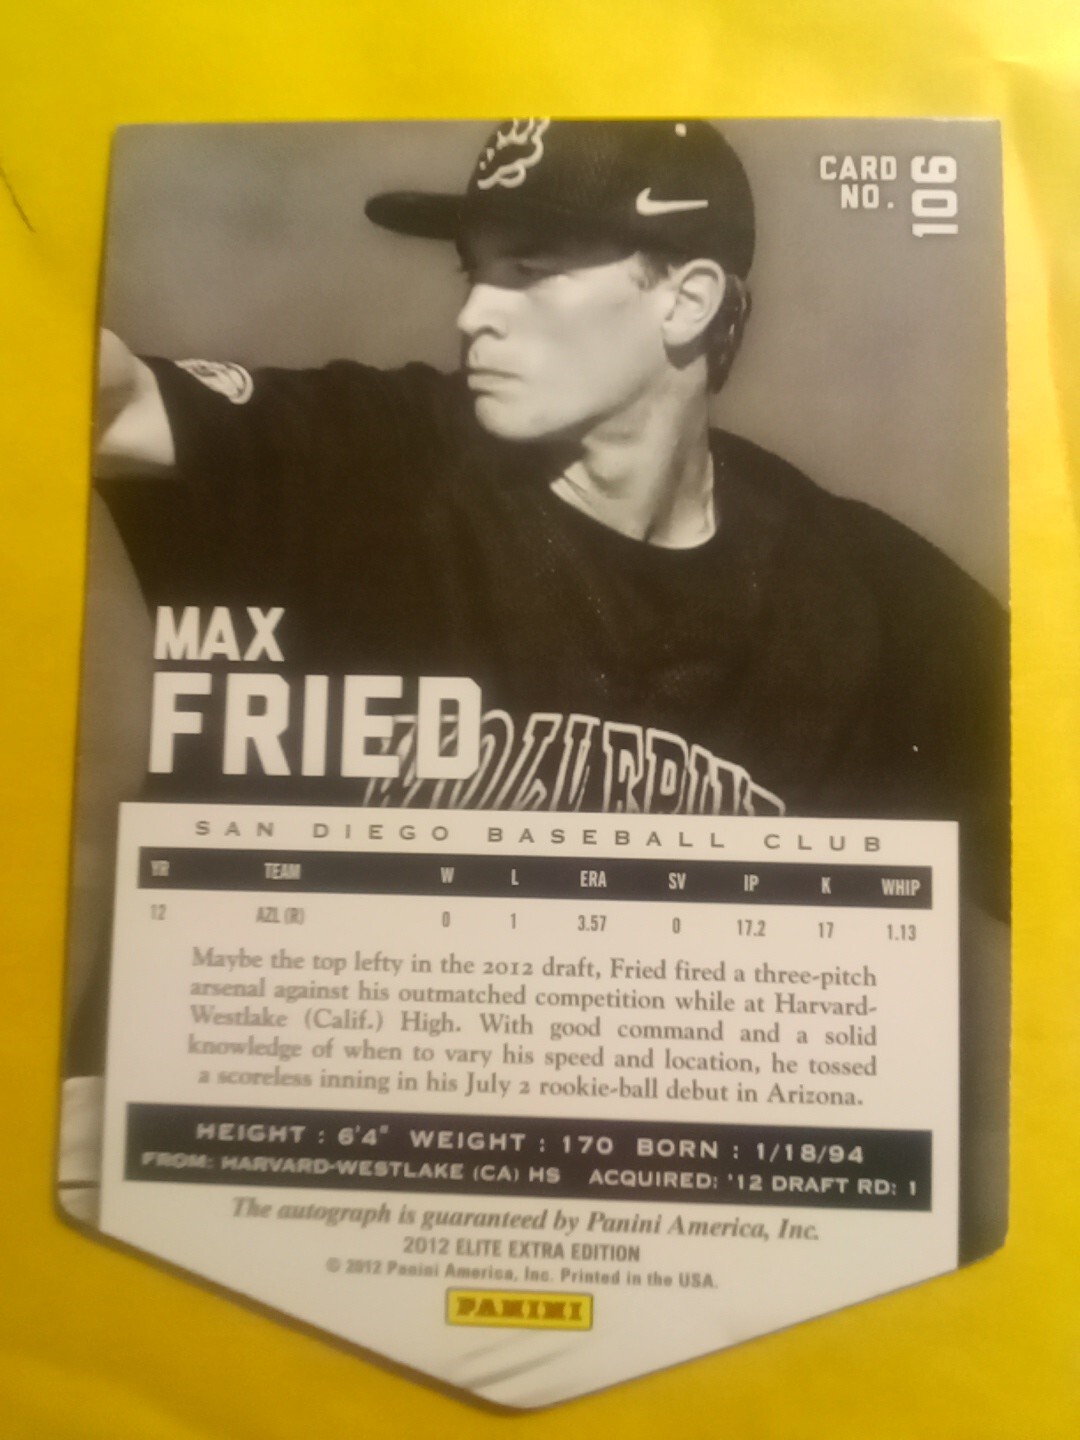 CARD
NO. 106
MAX
FRIED
WOLVERINES
SAN DIEGO BASEBALL CLUB
YR TEAM W L ERA SV IP K WHIP
12 AZL (R) 0 1 3.57 0 17.2 17 1.13
Maybe the top lefty in the 2012 draft, Fried fired a three-pitch
arsenal against his outmatched competition while at Harvard-
Westlake (Calif.) High. With good command and a solid
knowledge of when to vary his speed and location, he tossed
a scoreless inning in his July 2 rookie-ball debut in Arizona.
HEIGHT : 6'4" WEIGHT : 170 BORN : 1/18/94
FROM: HARVARD-WESTLAKE (CA) HS ACQUIRED: '12 DRAFT RD: 1
The autograph is guaranteed by Panini America, Inc.
2012 ELITE EXTRA EDITION
© 2012 Panini America, Inc. Printed in the USA.
PANINI